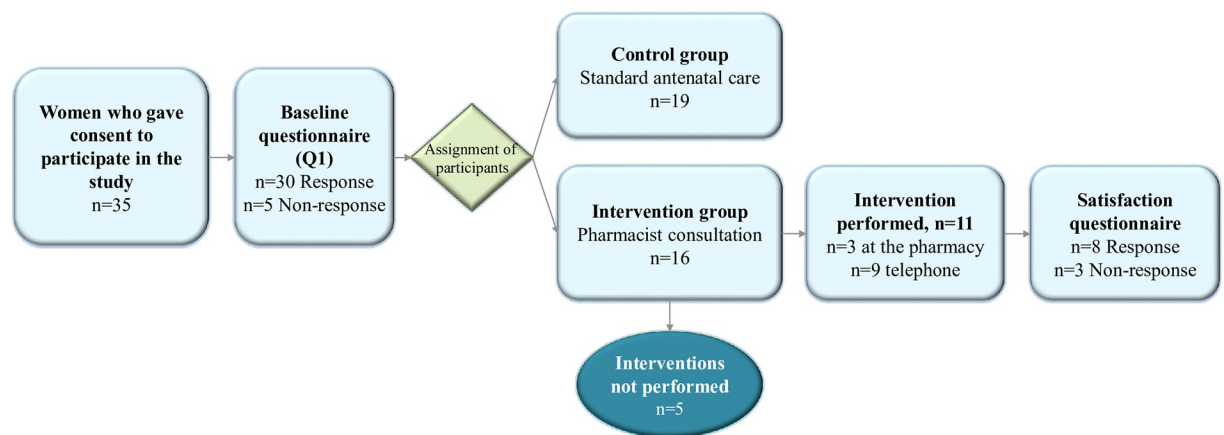 Women who gave
consent to
participate in the
study
n=35
Baseline
questionnaire
(Q1)
n=30 Response
n=5 Non-response
Assignment of
participants
Control group
Standard antenatal care
n=19
Intervention group
Pharmacist consultation
n=16
Interventions
not performed
n=5
Intervention
performed, n=11
n=3 at the pharmacy
n=9 telephone
Satisfaction
questionnaire
n=8 Response
n=3 Non-response